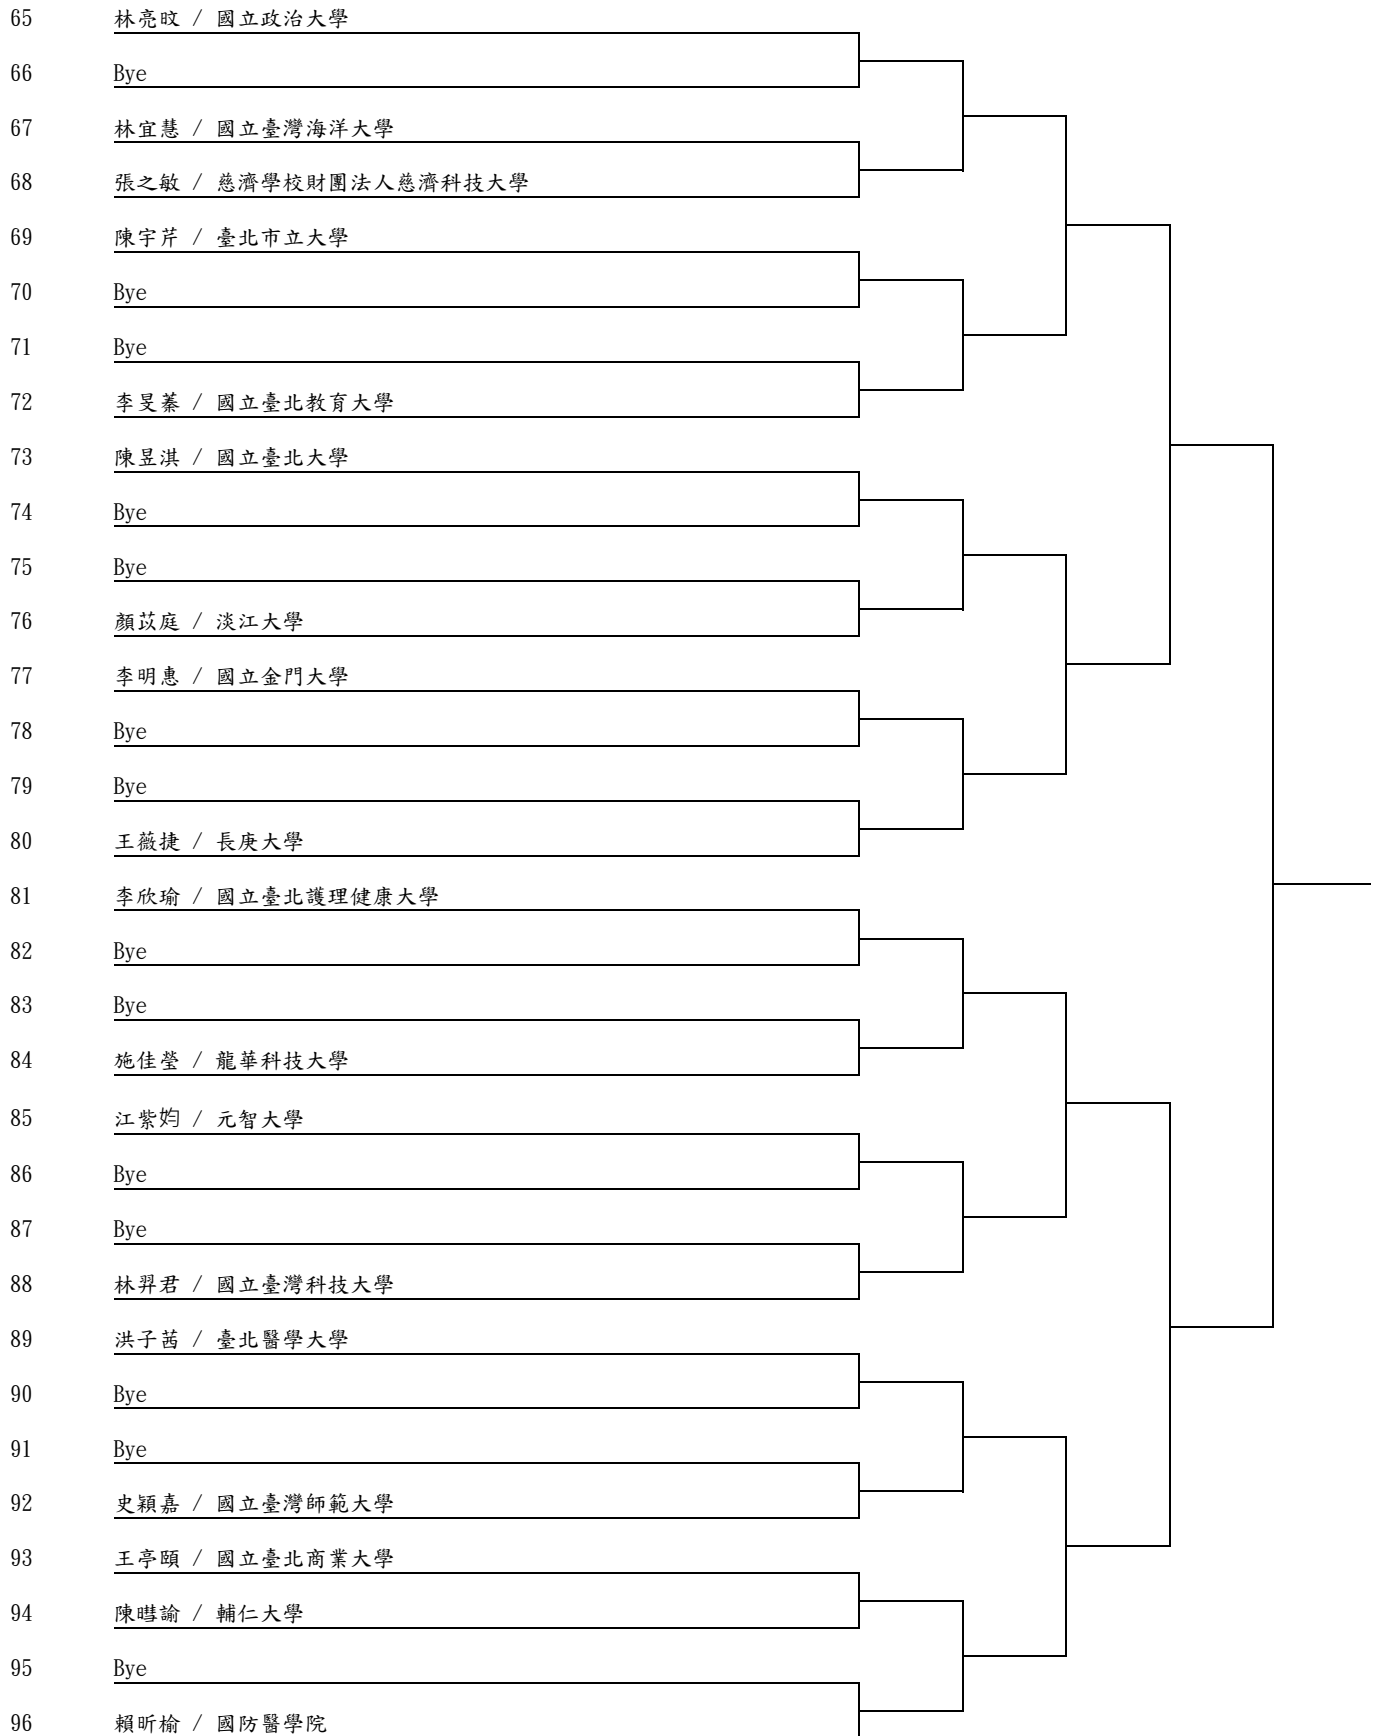 65 林亮旼 / 國立政治大學
66 Bye
67 林宜慧 / 國立臺灣海洋大學
68 張之敏 / 慈濟學校財團法人慈濟科技大學
69 陳宇芹 / 臺北市立大學
70 Bye
71 Bye
72 李旻蓁 / 國立臺北教育大學
73 陳昱淇 / 國立臺北大學
74 Bye
75 Bye
76 顏苡庭 / 淡江大學
77 李明惠 / 國立金門大學
78 Bye
79 Bye
80 王薇捷 / 長庚大學
81 李欣瑜 / 國立臺北護理健康大學
82 Bye
83 Bye
84 施佳瑩 / 龍華科技大學
85 江紫妁 / 元智大學
86 Bye
87 Bye
88 林羿君 / 國立臺灣科技大學
89 洪子茜 / 臺北醫學大學
90 Bye
91 Bye
92 史穎嘉 / 國立臺灣師範大學
93 王亭頤 / 國立臺北商業大學
94 陳暳諭 / 輔仁大學
95 Bye
96 賴昕榆 / 國防醫學院